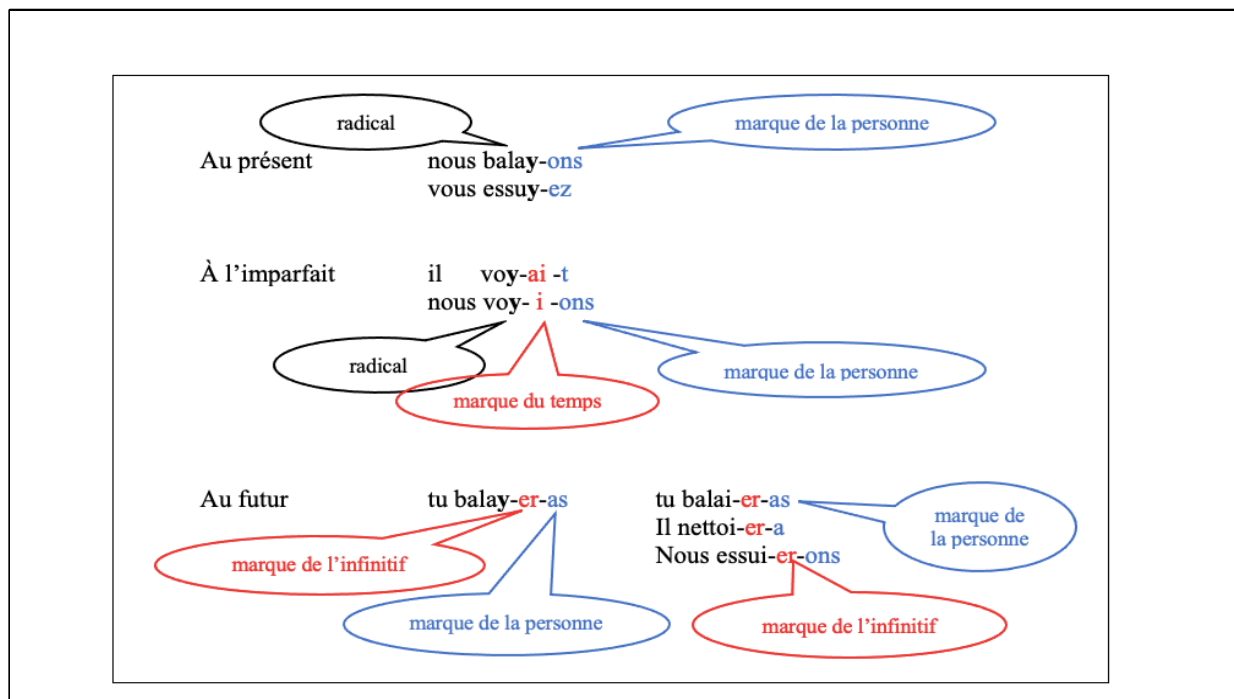 radical
marque de la personne
Au présent nous balay-ons
vous essuy-ez
À l’imparfait il voy-ai -t
nous voy- i -ons
radical
marque de la personne
marque du temps
Au futur tu balay-er-as tu balai-er-as
Il nettoi-er-a
Nous essui-er-ons
marque de
la personne
marque de l’infinitif
marque de la personne
marque de l’infinitif